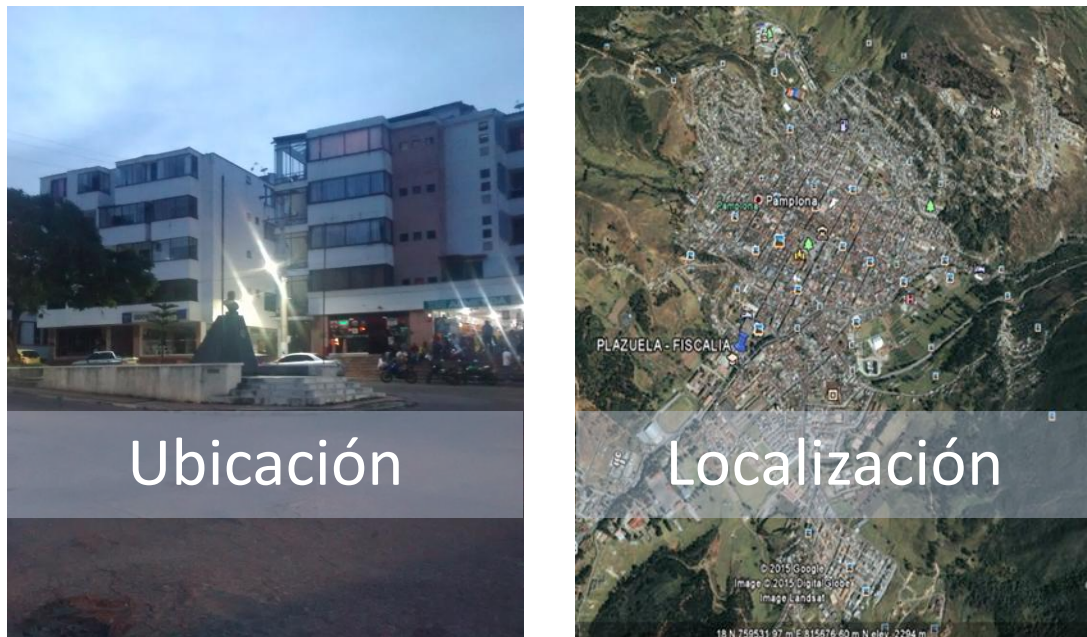 Ubicación
Pamplona Pamplona
PLAZUELA - FISCALIA
Localización
© 2015 Google
Image © 2015 DigitalGlobe
Image Landsat
18 N 759531.97 m E 815676.60 m N elev 2294 m